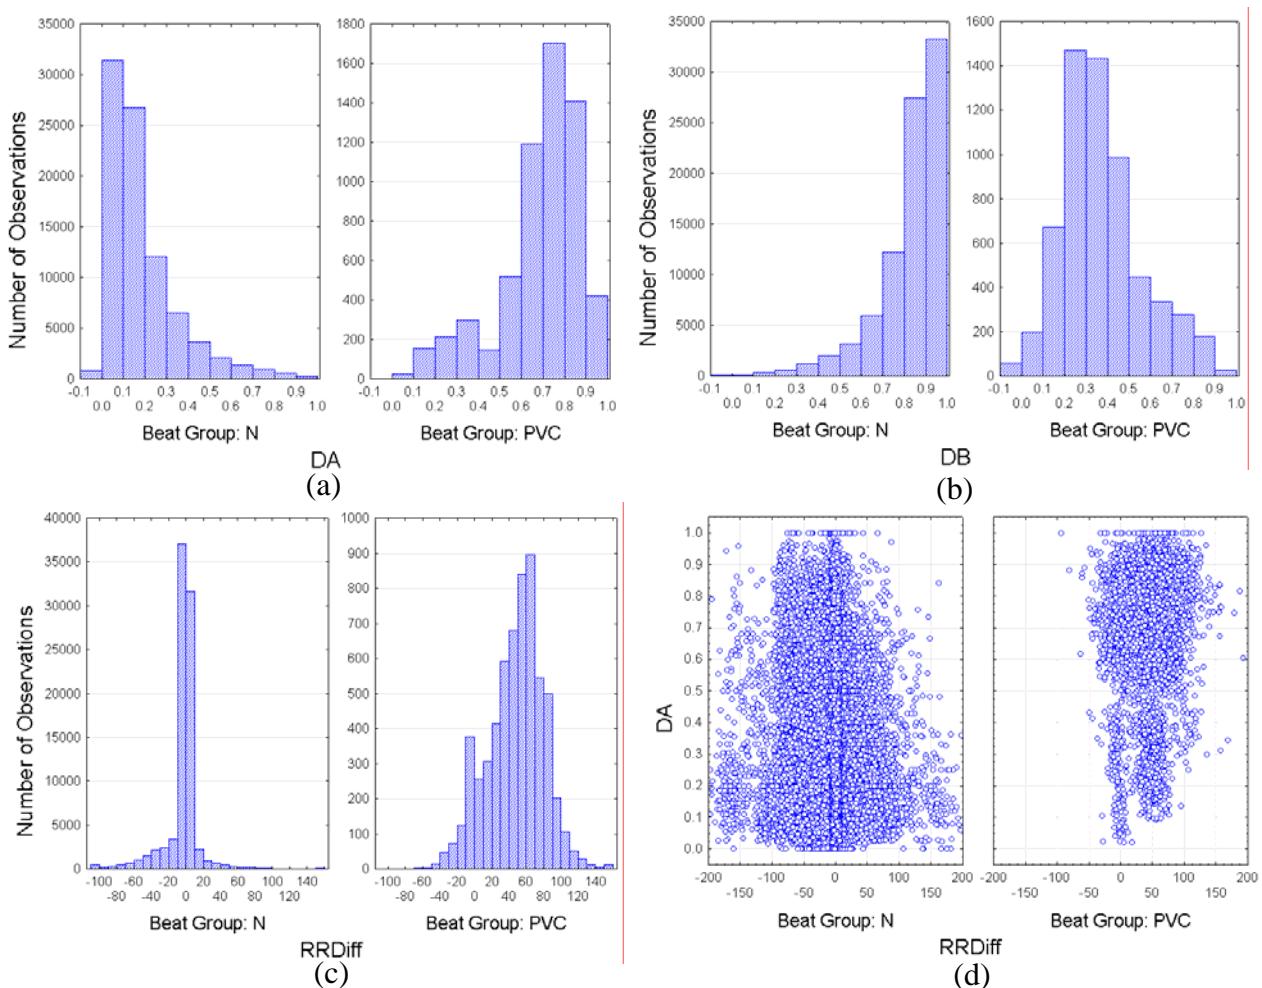 35000
30000
25000
20000
15000
10000
5000
0
Number of Observations
-0.1 0.1 0.3 0.5 0.7 0.9
0.0 0.2 0.4 0.6 0.8 1.0
Beat Group: N
1800
1600
1400
1200
1000
800
600
400
200
0
-0.1 0.1 0.3 0.5 0.7 0.9
0.0 0.2 0.4 0.6 0.8 1.0
Beat Group: PVC
DA
(a)
35000
30000
25000
20000
15000
10000
5000
0
Number of Observations
-0.1 0.1 0.3 0.5 0.7 0.9
0.0 0.2 0.4 0.6 0.8 1.0
Beat Group: N
1600
1400
1200
1000
800
600
400
200
0
-0.1 0.1 0.3 0.5 0.7 0.9
0.0 0.2 0.4 0.6 0.8 1.0
Beat Group: PVC
DB
(b)
40000
35000
30000
25000
20000
15000
10000
5000
0
Number of Observations
-100 -60 -20 20 60 100 140
-80 -40 0 40 80 120
Beat Group: N
1000
900
800
700
600
500
400
300
200
100
0
-100 -60 -20 20 60 100 140
-80 -40 0 40 80 120 160
Beat Group: PVC
RRDiff
(c)
1.0
0.9
0.8
0.7
0.6
0.5
0.4
0.3
0.2
0.1
0.0
DA
-200 -100 0 100 200
-150 -50 50 150
Beat Group: N
-200 -100 0 100 200
-150 -50 50 150
Beat Group: PVC
RRDiff
(d)